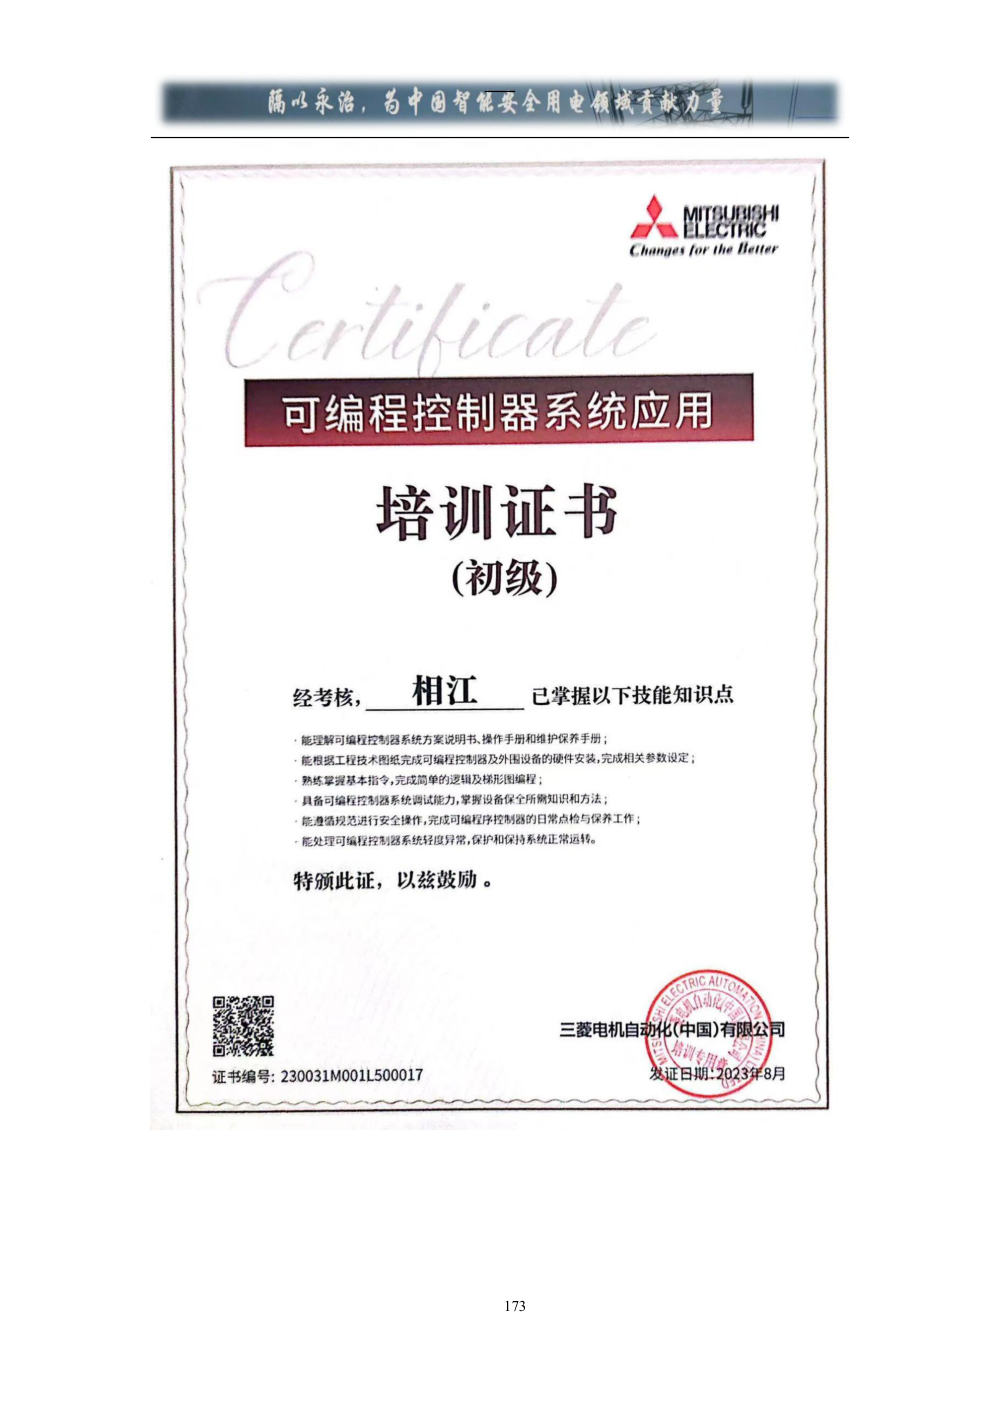 隔以永治，为中国智能安全用电领域贡献力量
MITSUBISHI
ELECTRIC
Changes for the Better
Certificate
可编程控制器系统应用
培训证书
(初级)
经考核， 相江 已掌握以下技能知识点
· 能理解可编程控制器系统方案说明书、操作手册和维护保养手册；
· 能根据工程技术图纸完成可编程控制器及外围设备的硬件安装，完成相关参数设定；
· 熟练掌握基本指令，完成简单的逻辑及梯形图编程；
· 具备可编程控制器系统调试能力，掌握设备保全所需知识和方法；
· 能遵循规范进行安全操作，完成可编程序控制器的日常点检与保养工作；
· 能处理可编程控制器系统轻度异常，保护和保持系统正常运转。
特颁此证，以兹鼓励。
三菱电机自动化(中国)有限公司
培训专用章
证书编号: 230031M001L500017
发证日期:2023年8月
173